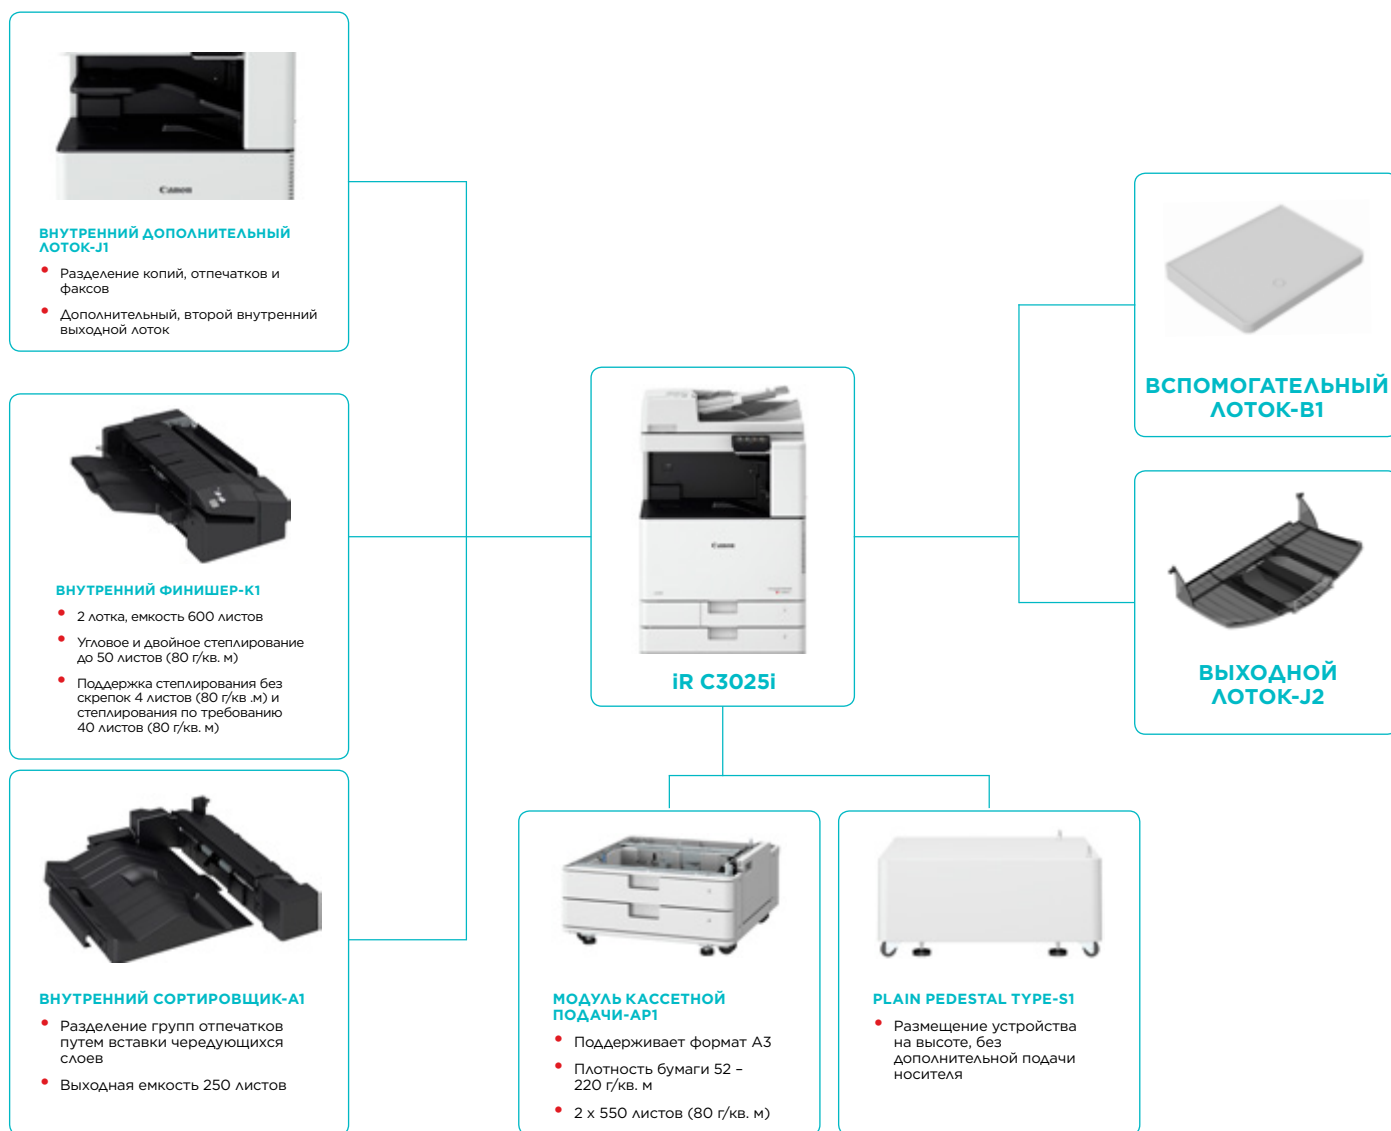 Canon
ВНУТРЕННИЙ ДОПОЛНИТЕЛЬНЫЙ
ЛОТОК-J1
• Разделение копий, отпечатков и
факсов
• Дополнительный, второй внутренний
выходной лоток
ВНУТРЕННИЙ ФИНИШЕР-K1
• 2 лотка, емкость 600 листов
• Угловое и двойное степлирование
до 50 листов (80 г/кв. м)
• Поддержка степлирования без
скрепок 4 листов (80 г/кв .м) и
степлирования по требованию
40 листов (80 г/кв. м)
ВНУТРЕННИЙ СОРТИРОВЩИК-A1
• Разделение групп отпечатков
путем вставки чередующихся
слоев
• Выходная емкость 250 листов
Canon
iR C3025i
МОДУЛЬ КАССЕТНОЙ
ПОДАЧИ-AP1
• Поддерживает формат A3
• Плотность бумаги 52 –
220 г/кв. м
• 2 x 550 листов (80 г/кв. м)
PLAIN PEDESTAL TYPE-S1
• Размещение устройства
на высоте, без
дополнительной подачи
носителя
ВСПОМОГАТЕЛЬНЫЙ
ЛОТОК-B1
ВЫХОДНОЙ
ЛОТОК-J2